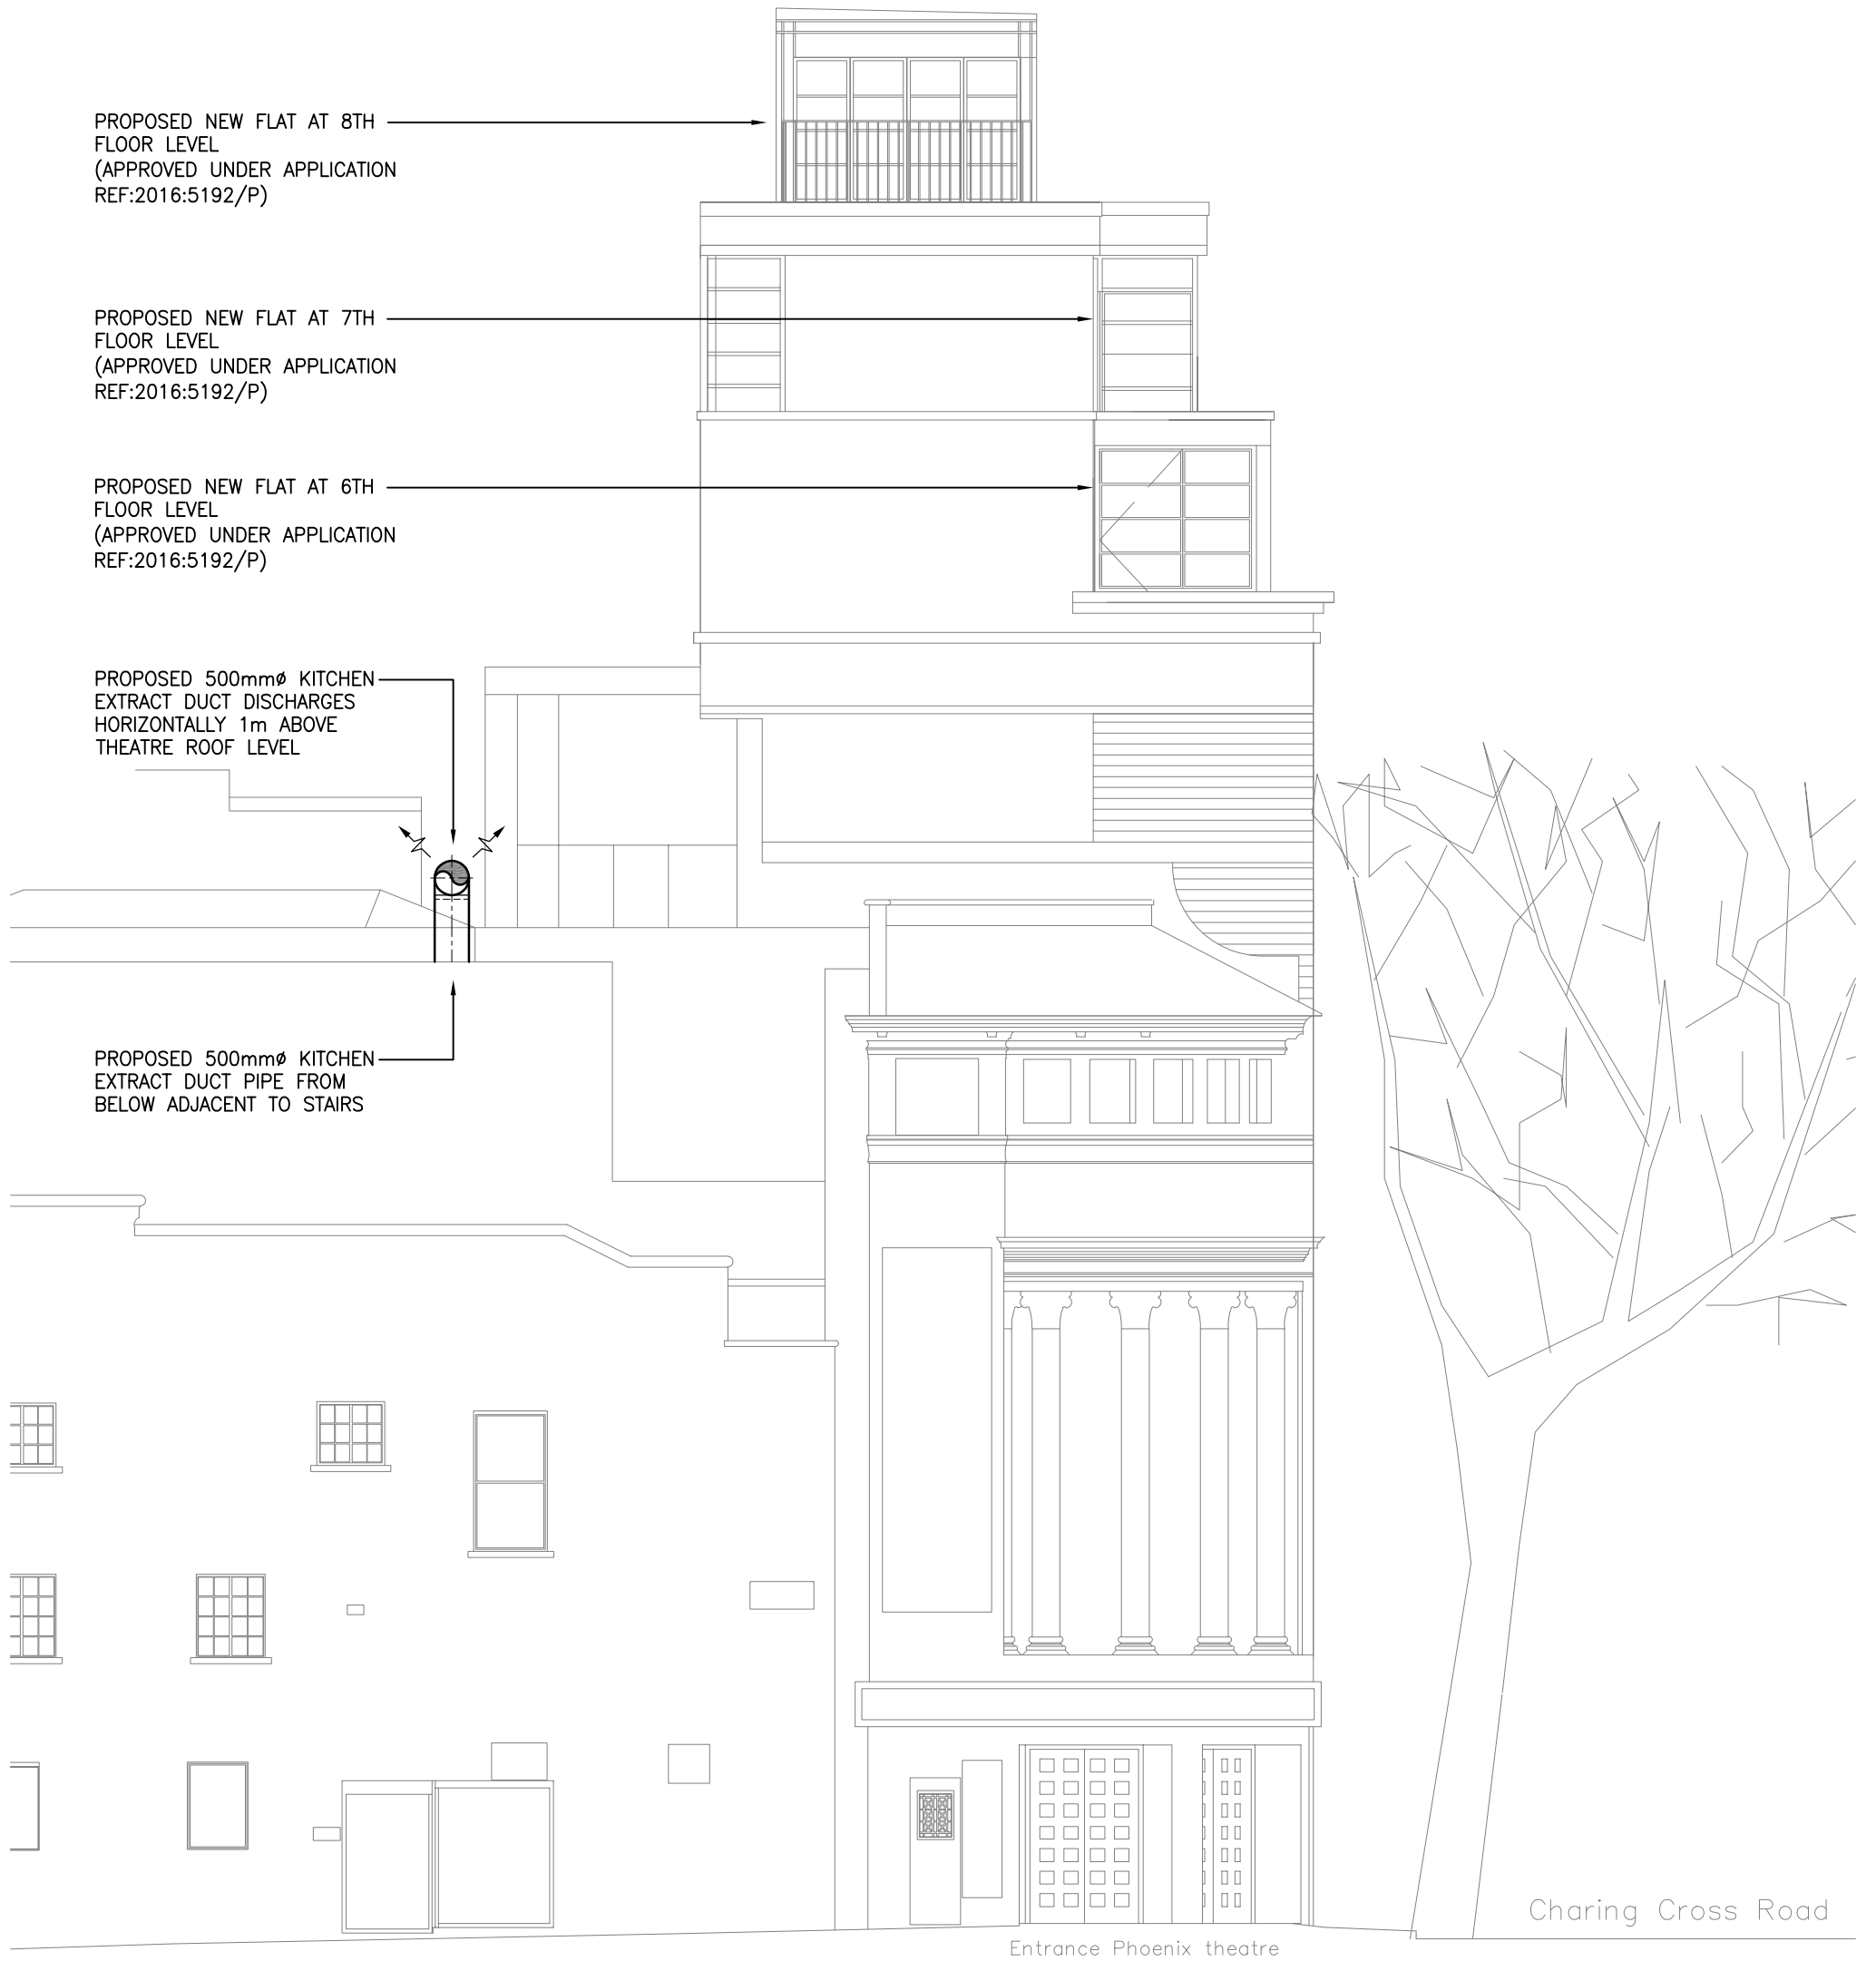 PROPOSED NEW FLAT AT 8TH
FLOOR LEVEL
(APPROVED UNDER APPLICATION
REF:2016:5192/P)
PROPOSED NEW FLAT AT 7TH
FLOOR LEVEL
(APPROVED UNDER APPLICATION
REF:2016:5192/P)
PROPOSED NEW FLAT AT 6TH
FLOOR LEVEL
(APPROVED UNDER APPLICATION
REF:2016:5192/P)
PROPOSED 500mmø KITCHEN
EXTRACT DUCT DISCHARGES
HORIZONTALLY 1m ABOVE
THEATRE ROOF LEVEL
PROPOSED 500mmø KITCHEN
EXTRACT DUCT PIPE FROM
BELOW ADJACENT TO STAIRS
Charing Cross Road
Entrance Phoenix theatre